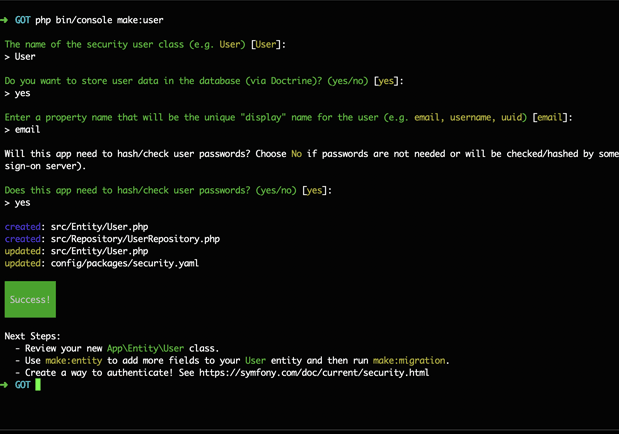 ➜ GOT php bin/console make:user
The name of the security user class (e.g. User) [User]:
> User
Do you want to store user data in the database (via Doctrine)? (yes/no) [yes]:
> yes
Enter a property name that will be the unique "display" name for the user (e.g. email, username, uuid) [email]:
> email
Will this app need to hash/check user passwords? Choose No if passwords are not needed or will be checked/hashed by some
sign-on server).
Does this app need to hash/check user passwords? (yes/no) [yes]:
> yes
created: src/Entity/User.php
created: src/Repository/UserRepository.php
updated: src/Entity/User.php
updated: config/packages/security.yaml
Success!
Next Steps:
- Review your new App\Entity\User class.
- Use make:entity to add more fields to your User entity and then run make:migration.
- Create a way to authenticate! See https://symfony.com/doc/current/security.html
➜ GOT